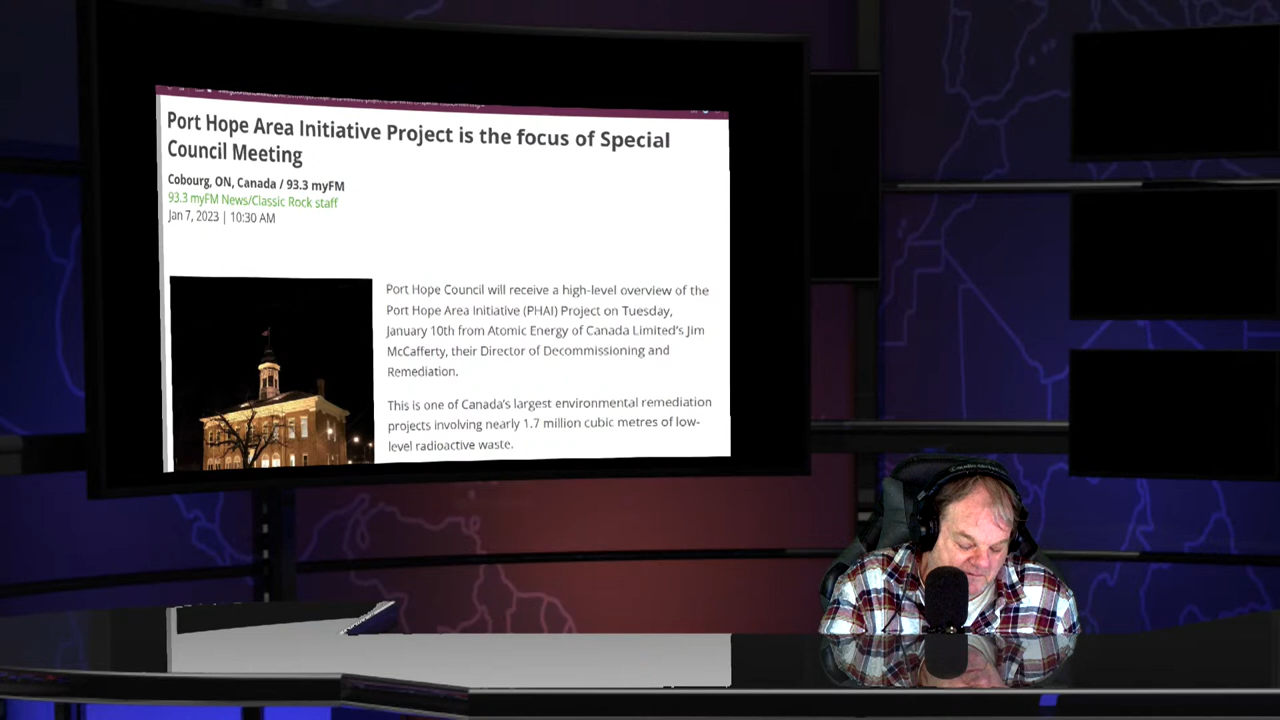 Port Hope Area Initiative Project is the focus of Special
Council Meeting
Cobourg, ON, Canada / 93.3 myFM
93.3 myFM News/Classic Rock staff
Jan 7, 2023 | 10:30 AM
Port Hope Council will receive a high-level overview of the
Port Hope Area Initiative (PHAI) Project on Tuesday,
January 10th from Atomic Energy of Canada Limited's Jim
McCafferty, their Director of Decommissioning and
Remediation.
This is one of Canada's largest environmental remediation
projects involving nearly 1.7 million cubic metres of low-
level radioactive waste.